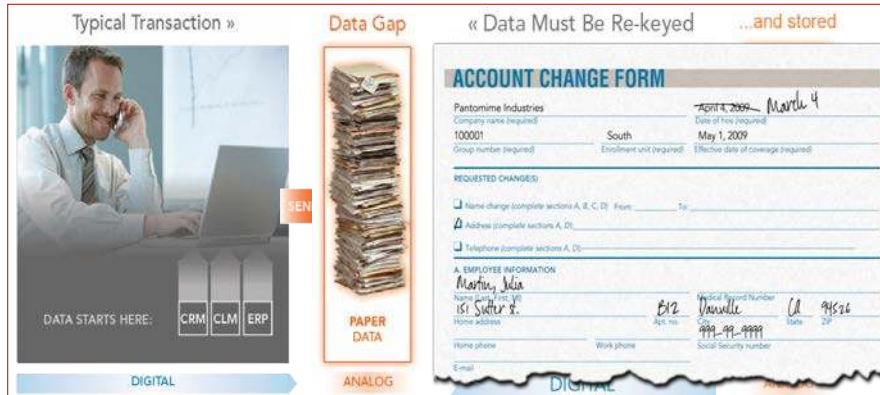 Typical Transaction »
Data Gap
« Data Must Be Re-keyed
...and stored
ACCOUNT CHANGE FORM
Pantomime Industries
April 4, 2009 March 4
Company name (required)
Date of hire (required)
100001 South May 1, 2009
Group number (required) Enrollment unit (required) Effective date of coverage (required)
REQUESTED CHANGE(S)
Name change (complete sections A, B, C, D) From: To:
Address (complete sections A, D)
Telephone (complete sections A, D)
A. EMPLOYEE INFORMATION
Martin, Julia
Name (Last, First, MI) Medical Record Number
151 Sutter St. B12 Danville CA 94526
Home address Apt. no. City State ZIP
999-99-9999
Home phone Work phone Social Security number
E-mail
SEN
DATA STARTS HERE: CRM CLM ERP
PAPER
DATA
DIGITAL
ANALOG